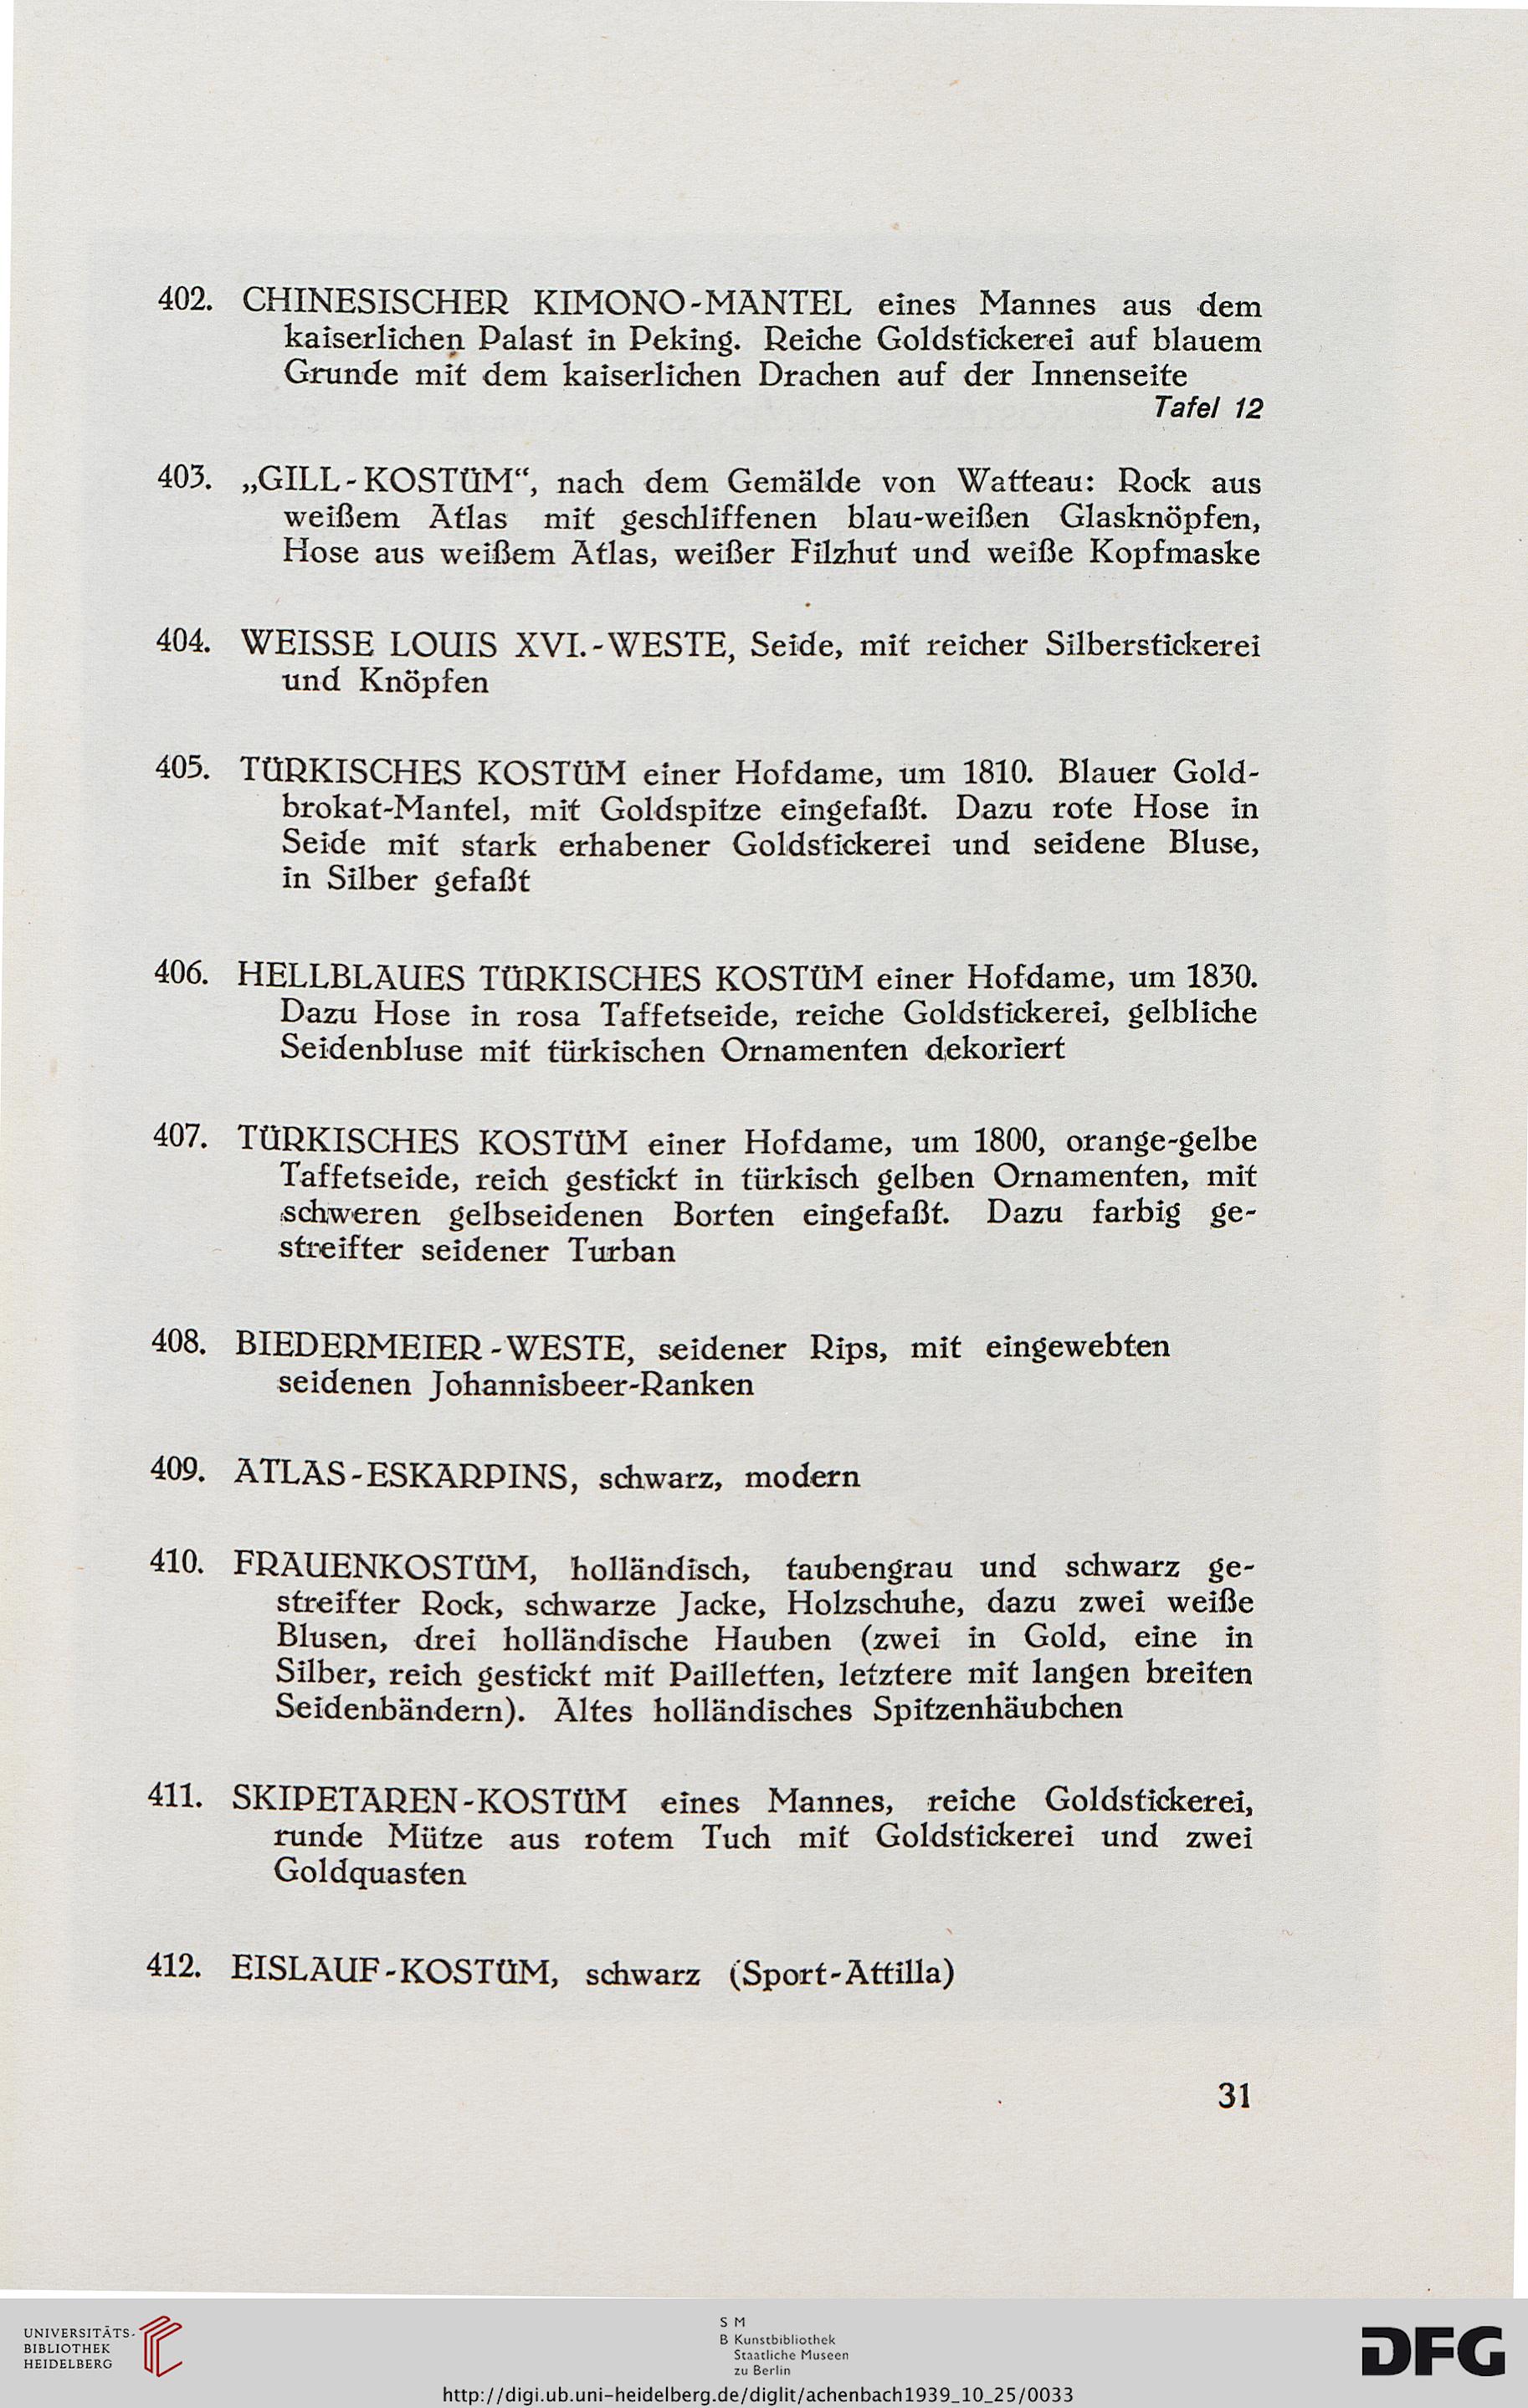 402. CHINESISCHER KIMONO-MANTEL eines Mannes aus dem
kaiserlichen Palast in Peking. Reiche Goldstickerei auf blauem
Grunde mit dem kaiserlichen Drachen auf der Innenseite
Tafel 12
403. „GILL-KOSTÜM“, nach dem Gemälde von Watteau: Rock aus
weißem Atlas mit geschliffenen blau-weißen Glasknöpfen,
Hose aus weißem Atlas, weißer Filzhut und weiße Kopfmaske
404. WEISSE LOUIS XVI.-WESTE, Seide, mit reicher Silberstickerei
und Knöpfen
405. TÜRKISCHES KOSTÜM einer Hofdame, um 1810. Blauer Gold-
brokat-Mantel, mit Goldspitze eingefaßt. Dazu rote Hose in
Seide mit stark erhabener Goldstickerei und seidene Bluse,
in Silber gefaßt
406. HELLBLAUES TÜRKISCHES KOSTÜM einer Hofdame, um 1830.
Dazu Hose in rosa Taffetseide, reiche Goldstickerei, gelbliche
Seidenbluse mit türkischen Ornamenten dekoriert
407. TÜRKISCHES KOSTÜM einer Hofdame, um 1800, orange-gelbe
Taffetseide, reich gestickt in türkisch gelben Ornamenten, mit
schweren gelbseidenen Borten eingefaßt. Dazu farbig ge-
streifter seidener Turban
408. BIEDERMEIER-WESTE, seidener Rips, mit eingewebten
seidenen Johannisbeer-Ranken
409. ATLAS-ESKARPINS, schwarz, modern
410. FRAUENKOSTÜM, holländisch, taubengrau und schwarz ge-
streifter Rock, schwarze Jacke, Holzschuhe, dazu zwei weiße
Blusen, drei holländische Hauben (zwei in Gold, eine in
Silber, reich gestickt mit Pailletten, letztere mit langen breiten
Seidenbändern). Altes holländisches Spitzenhäubchen
411. SKIPETAREN-KOSTÜM eines Mannes, reiche Goldstickerei,
runde Mütze aus rotem Tuch mit Goldstickerei und zwei
Goldquasten
412. EISLAUF-KOSTÜM, schwarz (Sport-Attilla)
31
UNIVERSITÄTS-
BIBLIOTHEK
HEIDELBERG
S M
B Kunstbibliothek
Staatliche Museen
zu Berlin
DFG
http://digi.ub.uni-heidelberg.de/diglit/achenbach1939_10_25/0033